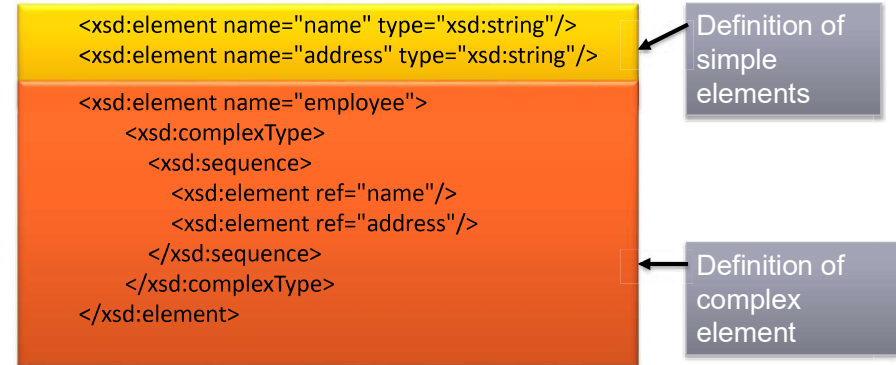 <xsd:element name="name" type="xsd:string"/>
<xsd:element name="address" type="xsd:string"/>
Definition of
simple
elements
<xsd:element name="employee">
<xsd:complexType>
<xsd:sequence>
<xsd:element ref="name"/>
<xsd:element ref="address"/>
</xsd:sequence>
</xsd:complexType>
</xsd:element>
Definition of
complex
element